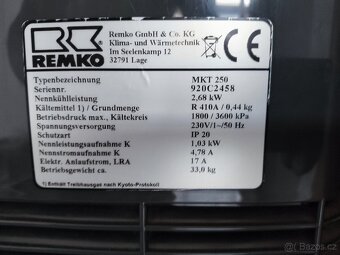 REMKO
Remko GmbH & Co. KG
Klima- und Wärmetechnik
Im Seelenkamp 12
32791 Lage
CE
Typenbezeichnung MKT 250
Seriennr. 920C2458
Nennkühlleistung 2,68 kW
Kältemittel 1) / Grundmenge R 410A / 0,44 kg
Betriebsdruck max., Kältekreis 1800 / 3600 kPa
Spannungsversorgung 230V/1~/50 Hz
Schutzart IP 20
Nennleistungsaufnahme K 1,03 kW
Nennstromaufnahme K 4,78 A
Elektr. Anlaufstrom, LRA 17 A
Betriebsgewicht ca. 33,0 kg
1) Enthält Treibhausgat nach Kyoto-Protokoll
Bazos.cz